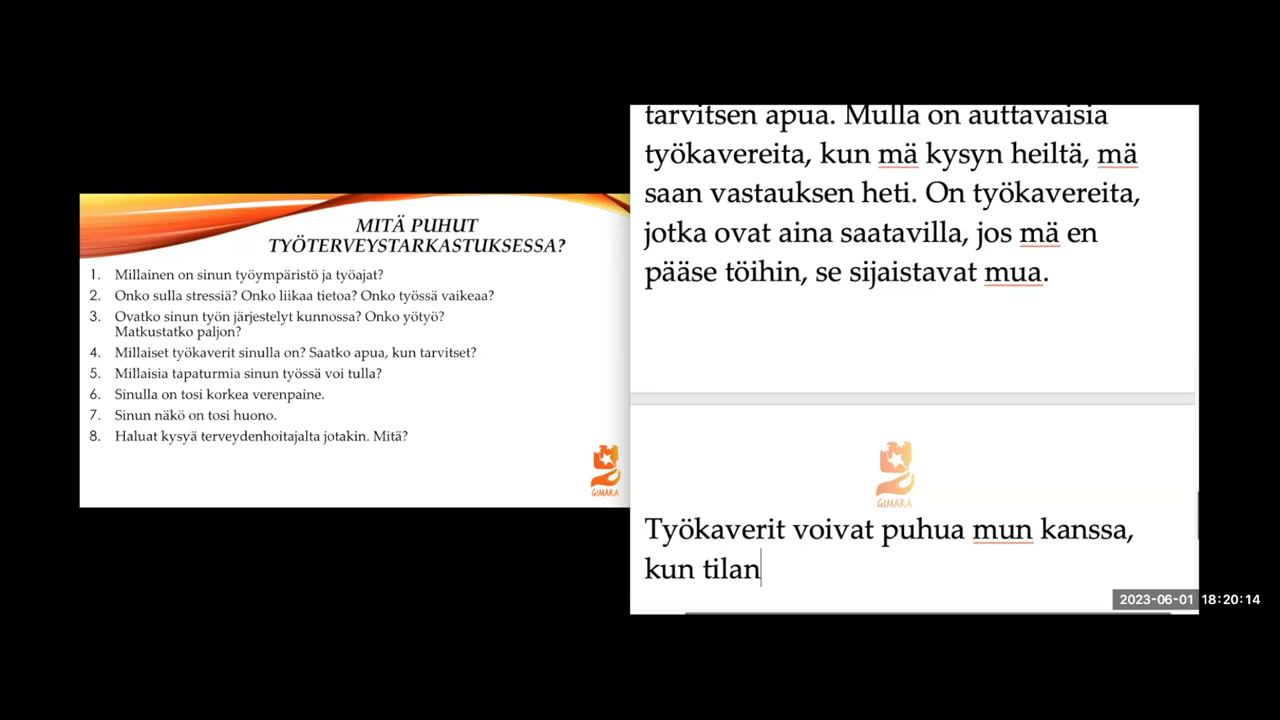 MITÄ PUHUT
TYÖTERVEYSTARKASTUKSESSA?
1. Millainen on sinun työympäristö ja työajat?
2. Onko sulla stressiä? Onko liikaa tietoa? Onko työssä vaikeaa?
3. Ovatko sinun työn järjestelyt kunnossa? Onko yötyö?
Matkustatko paljon?
4. Millaiset työkaverit sinulla on? Saatko apua, kun tarvitset?
5. Millaisia tapaturmia sinun työssä voi tulla?
6. Sinulla on tosi korkea verenpaine.
7. Sinun näkö on tosi huono.
8. Haluat kysyä terveydenhoitajalta jotakin. Mitä?
GIMARA
tarvitsen apua. Mulla on auttavaisia
työkavereita, kun mä kysyn heiltä, mä
saan vastauksen heti. On työkavereita,
jotka ovat aina saatavilla, jos mä en
pääse töihin, se sijaistavat mua.
GIMARA
Työkaverit voivat puhua mun kanssa,
kun tilan
2023-06-01 18:20:14